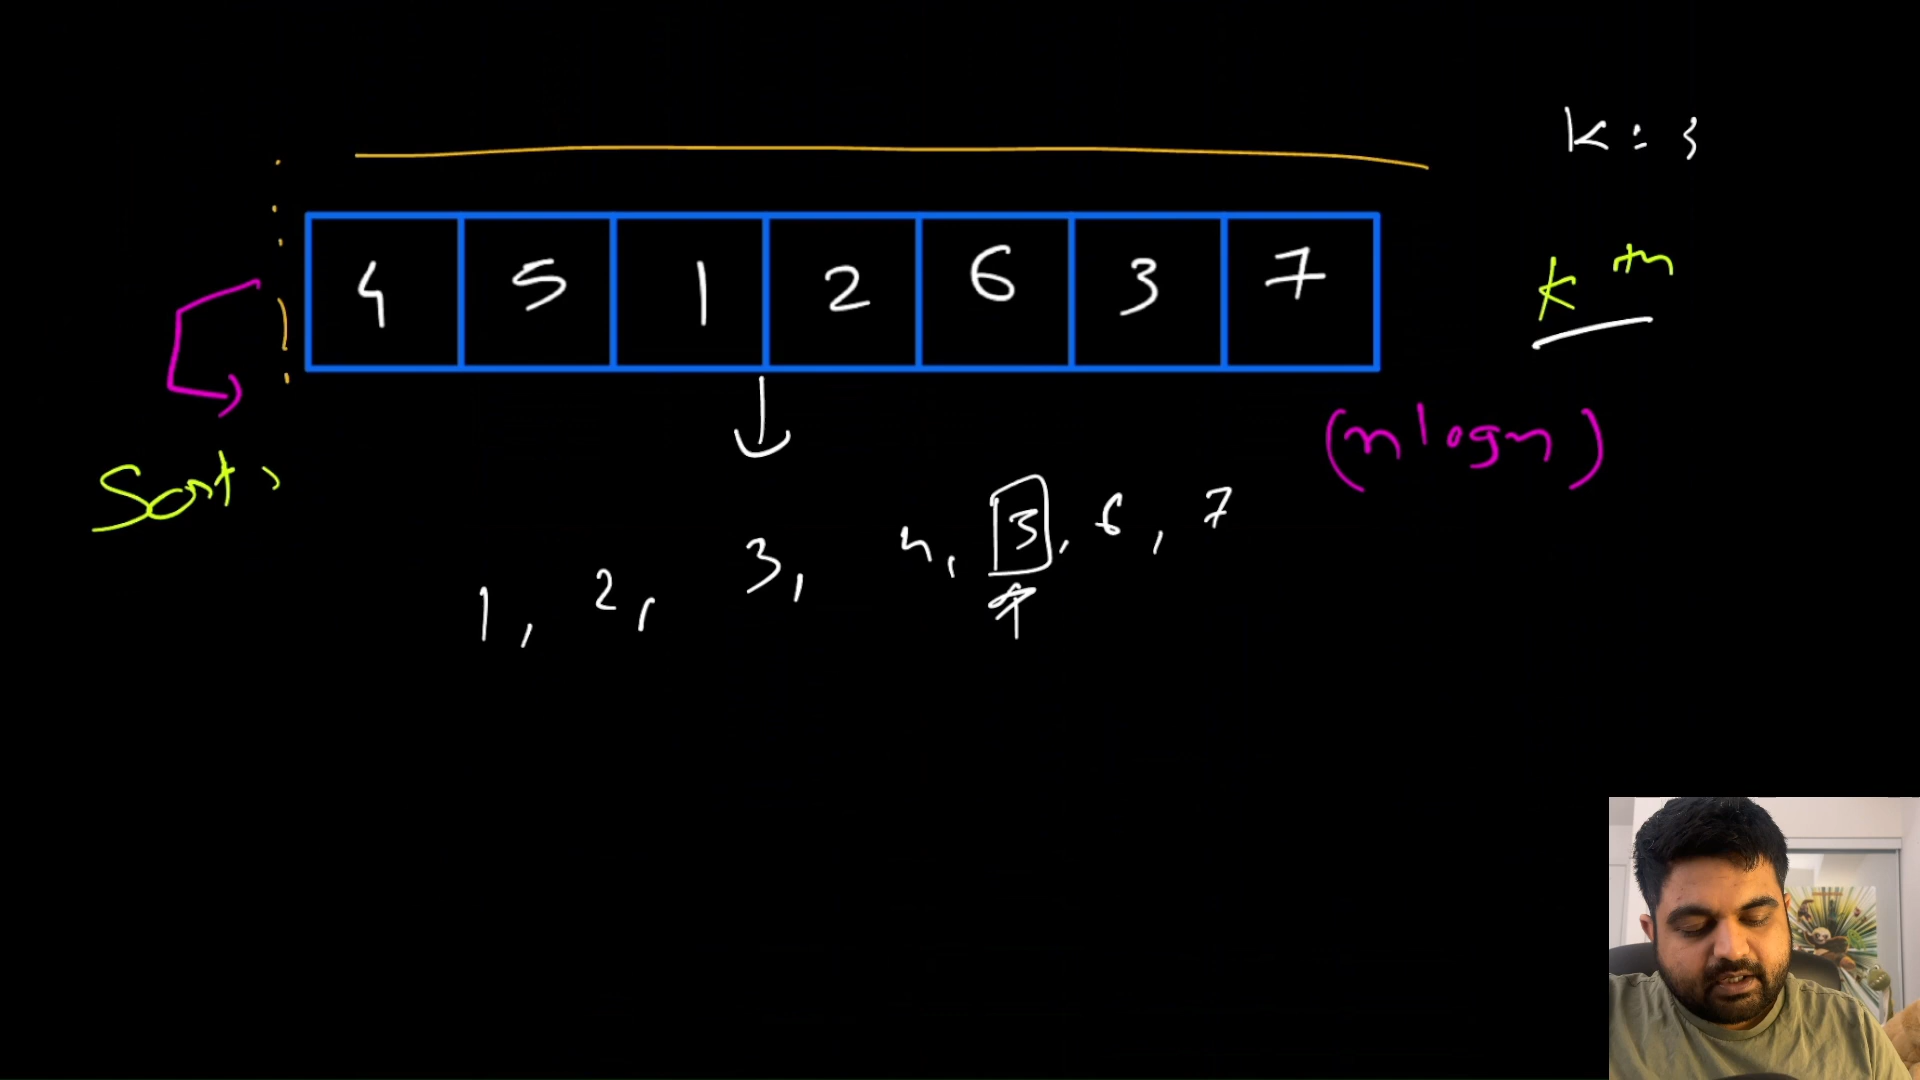 k : 3
4 5 1 2 6 3 7
kth
(nlogn)
Sort
1, 2, 3, 4, 5, 6, 7